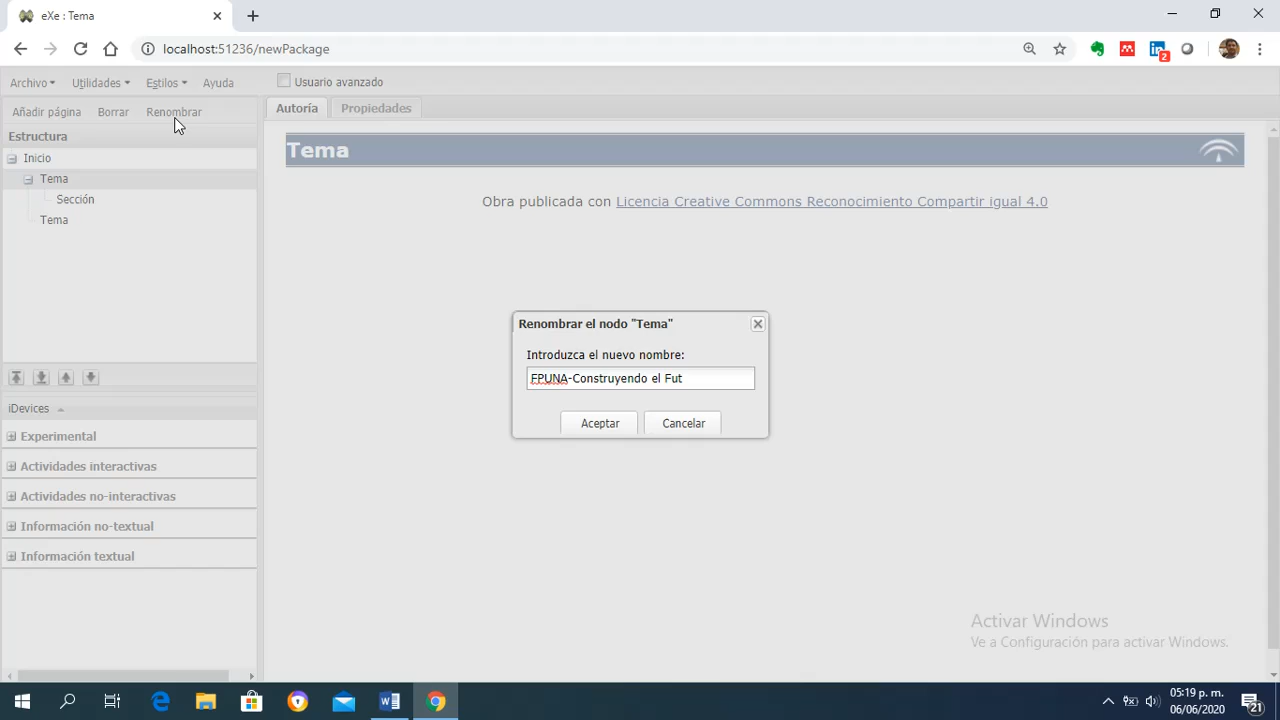 eXe : Tema
localhost:51236/newPackage
2
Archivo Utilidades Estilos Ayuda Usuario avanzado
Añadir página Borrar Renombrar
Autoría Propiedades
Estructura
Inicio
Tema
Sección
Tema
Tema
Obra publicada con Licencia Creative Commons Reconocimiento Compartir igual 4.0
Renombrar el nodo "Tema"
Introduzca el nuevo nombre:
FPUNA-Construyendo el Fut
Aceptar Cancelar
iDevices
Experimental
Actividades interactivas
Actividades no-interactivas
Información no-textual
Información textual
Activar Windows
Ve a Configuración para activar Windows.
05:19 p. m.
06/06/2020
21